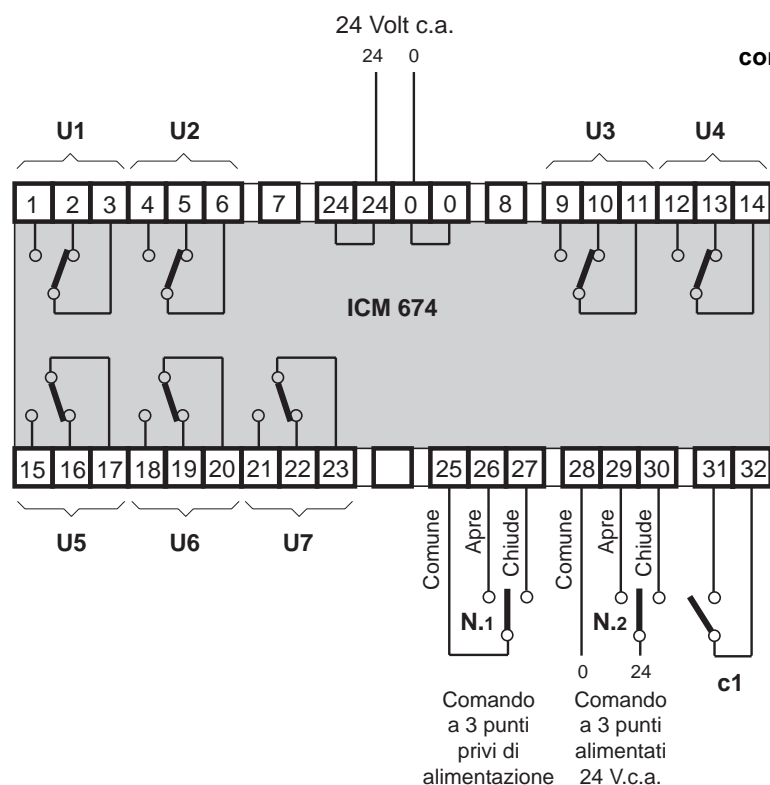 24 Volt c.a.
24 0
cor
U1 U2 U3 U4
1 2 3 4 5 6 7 24 24 0 0 8 9 10 11 12 13 14
ICM 674
15 16 17 18 19 20 21 22 23 25 26 27 28 29 30 31 32
U5 U6 U7
Comune Apre Chiude Comune Apre Chiude
N.1 N.2
0 24
c1
Comando
a 3 punti
privi di
alimentazione
Comando
a 3 punti
alimentati
24 V.c.a.